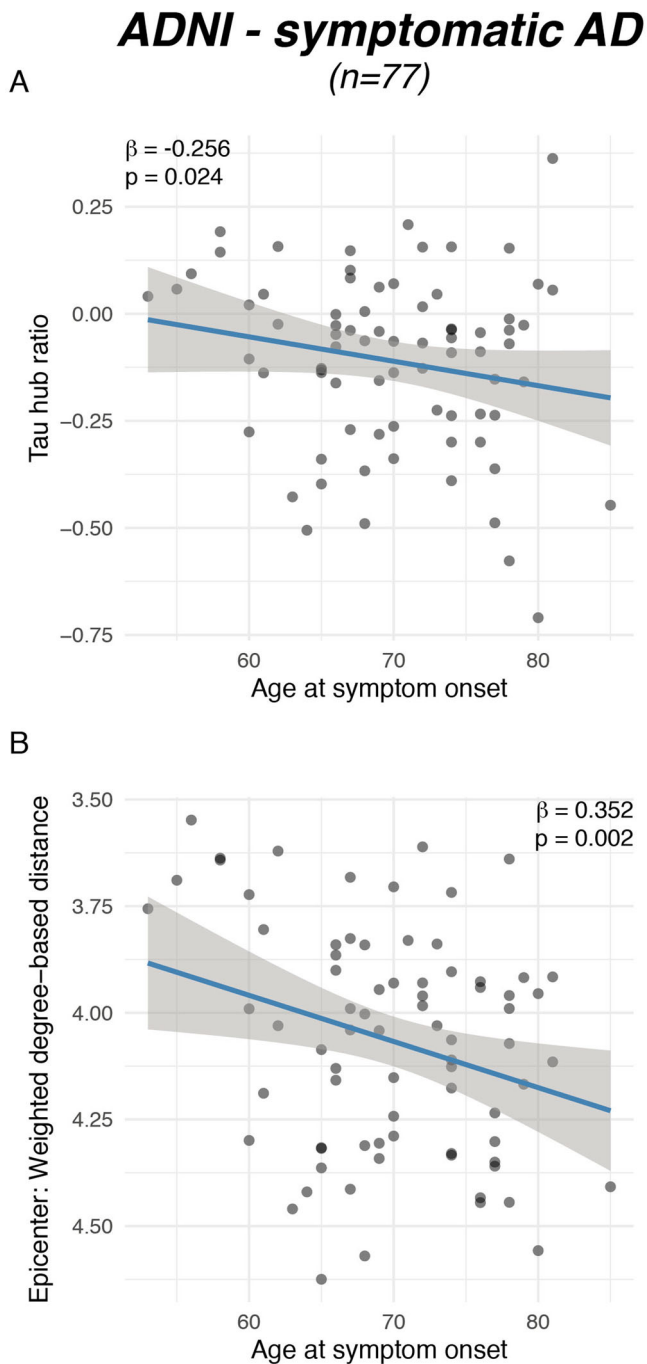 ADNI - symptomatic AD
(n=77)
A
β = -0.256
p = 0.024
0.25
0.00
−0.25
−0.50
−0.75
Tau hub ratio
60 70 80
Age at symptom onset
B
β = 0.352
p = 0.002
3.50
3.75
4.00
4.25
4.50
Epicenter: Weighted degree−based distance
60 70 80
Age at symptom onset